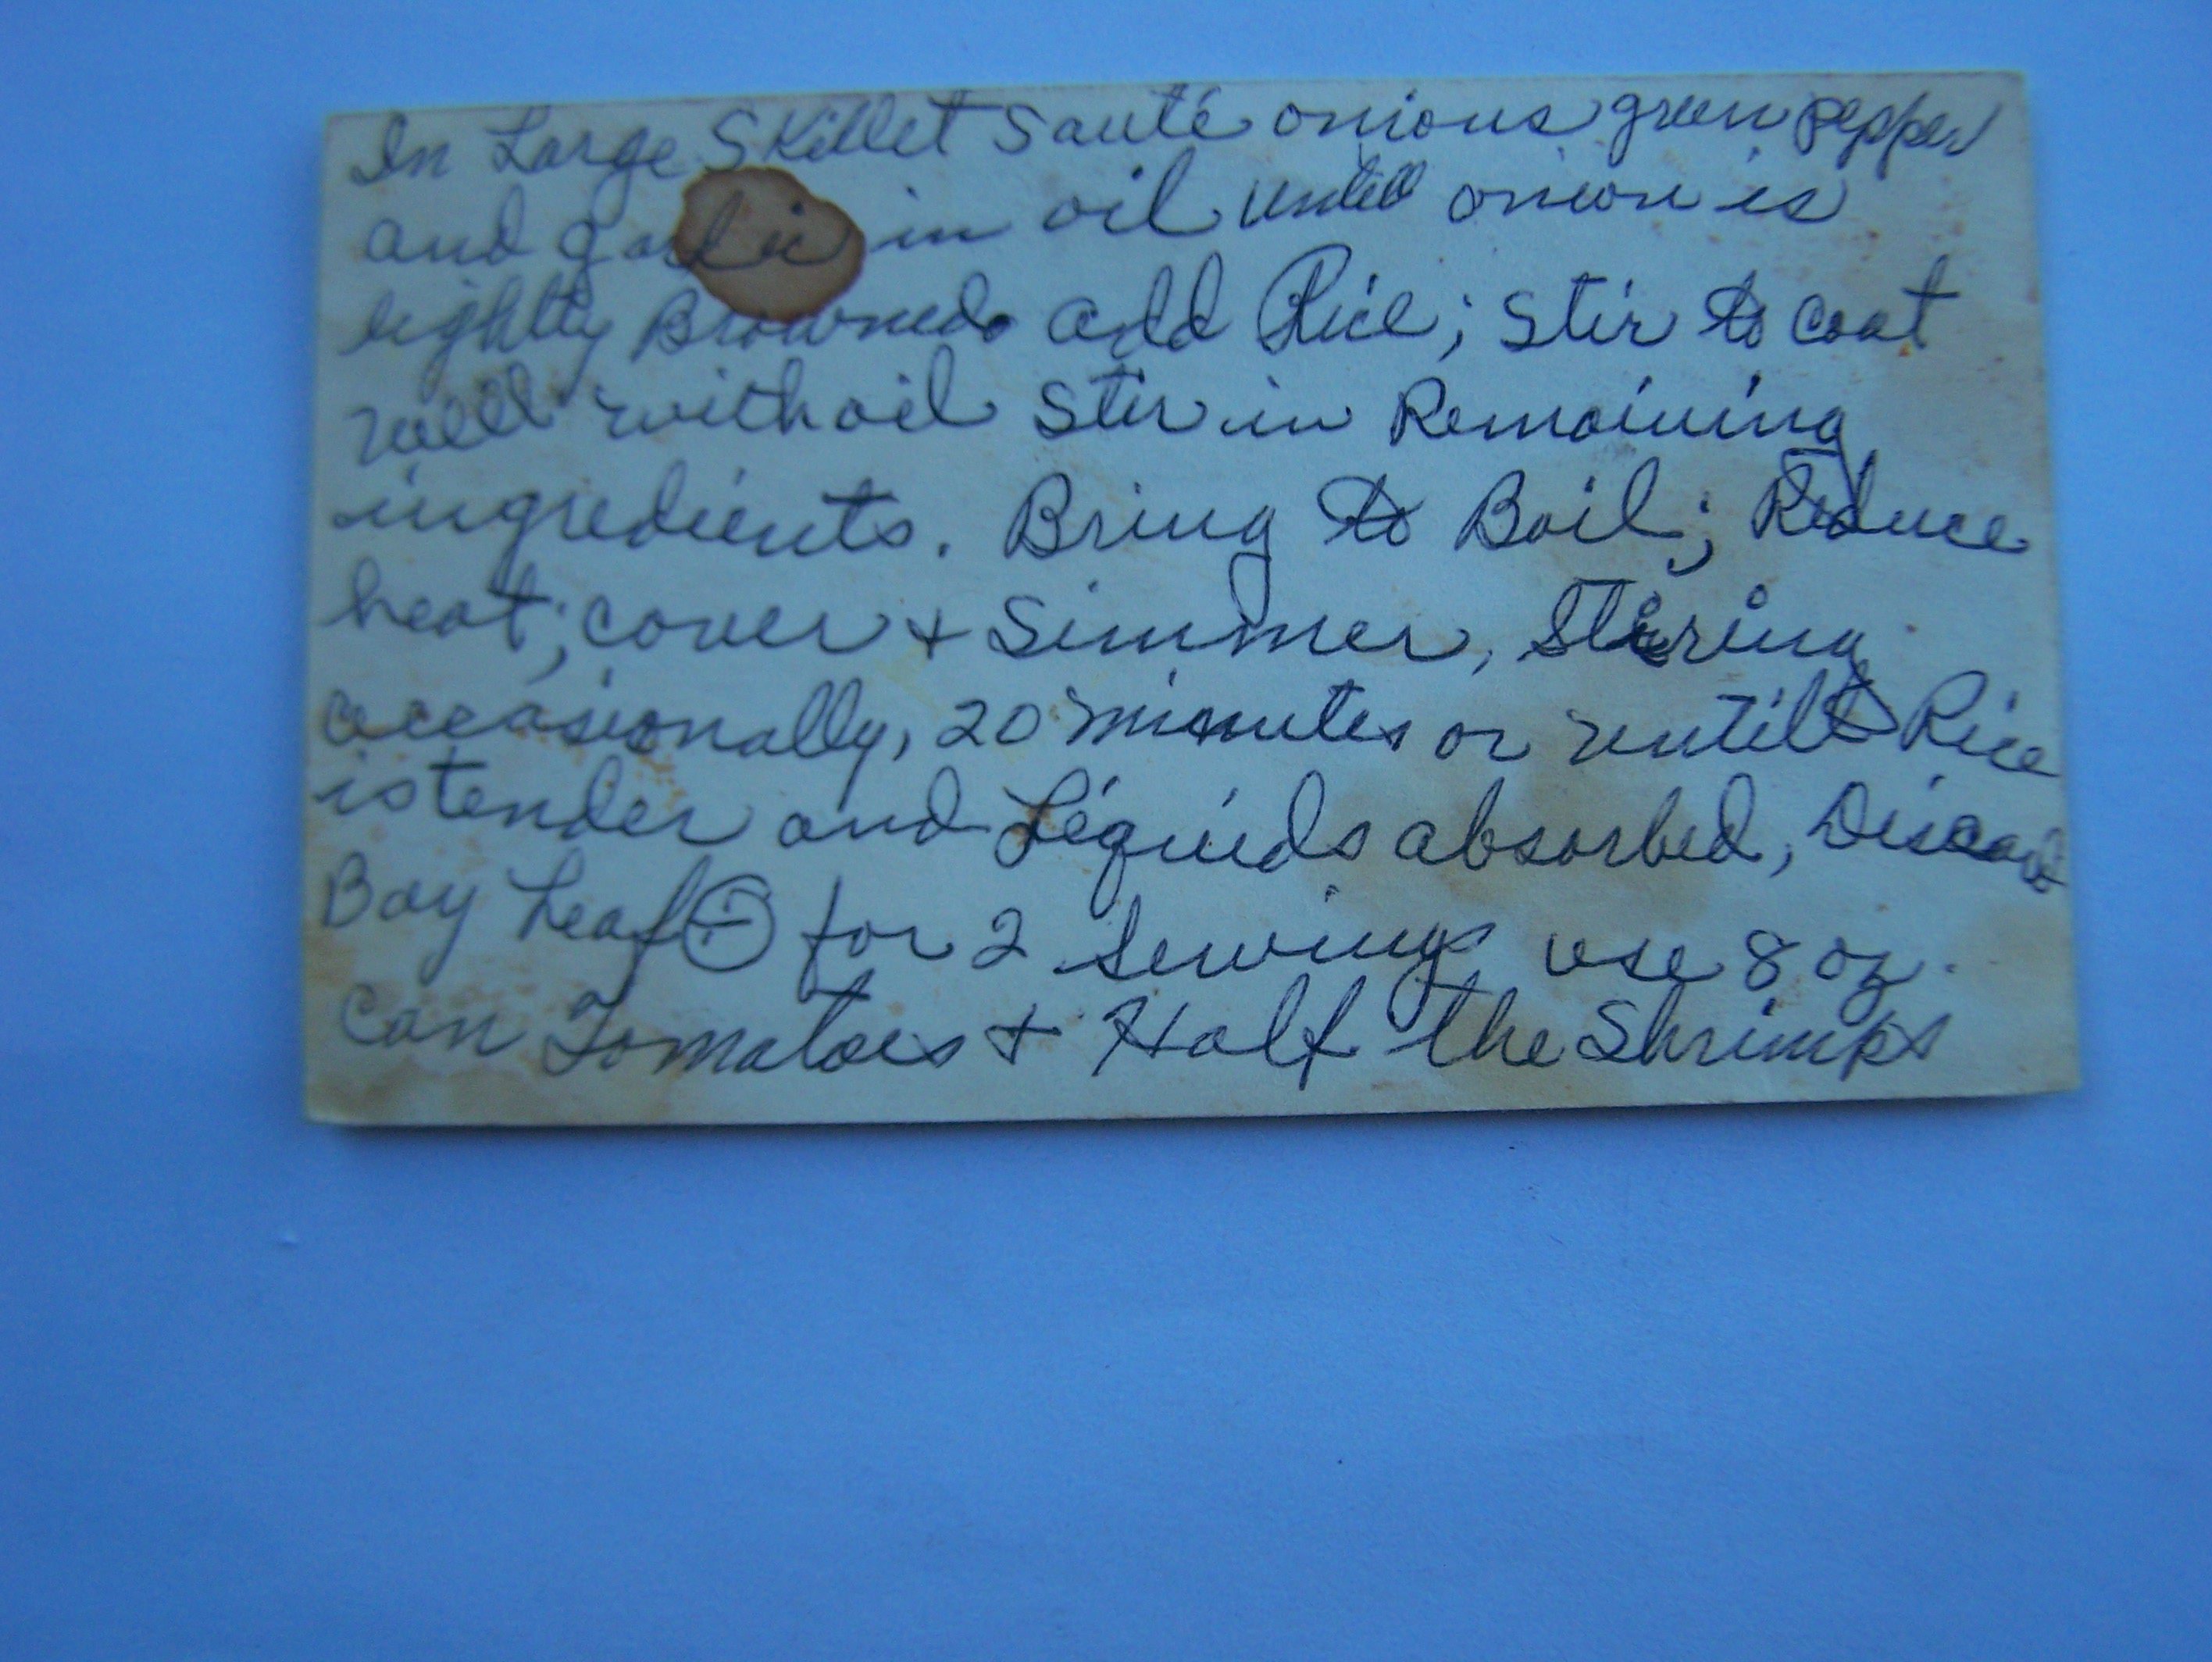 In Large Skillet Sauté onions green pepper
and garlic in oil untill onion is
lightly Browned. add Rice; Stir to coat
well with oil Stir in Remaining
ingredients. Bring to Boil; Reduce
heat; cover + Simmer, Stiring
occasionally, 20 minutes or until Rice
is tender and Liquids absorbed, Discard
Bay Leaf for 2 Serving use 8 oz.
Can Tomatoes + Half the Shrimps